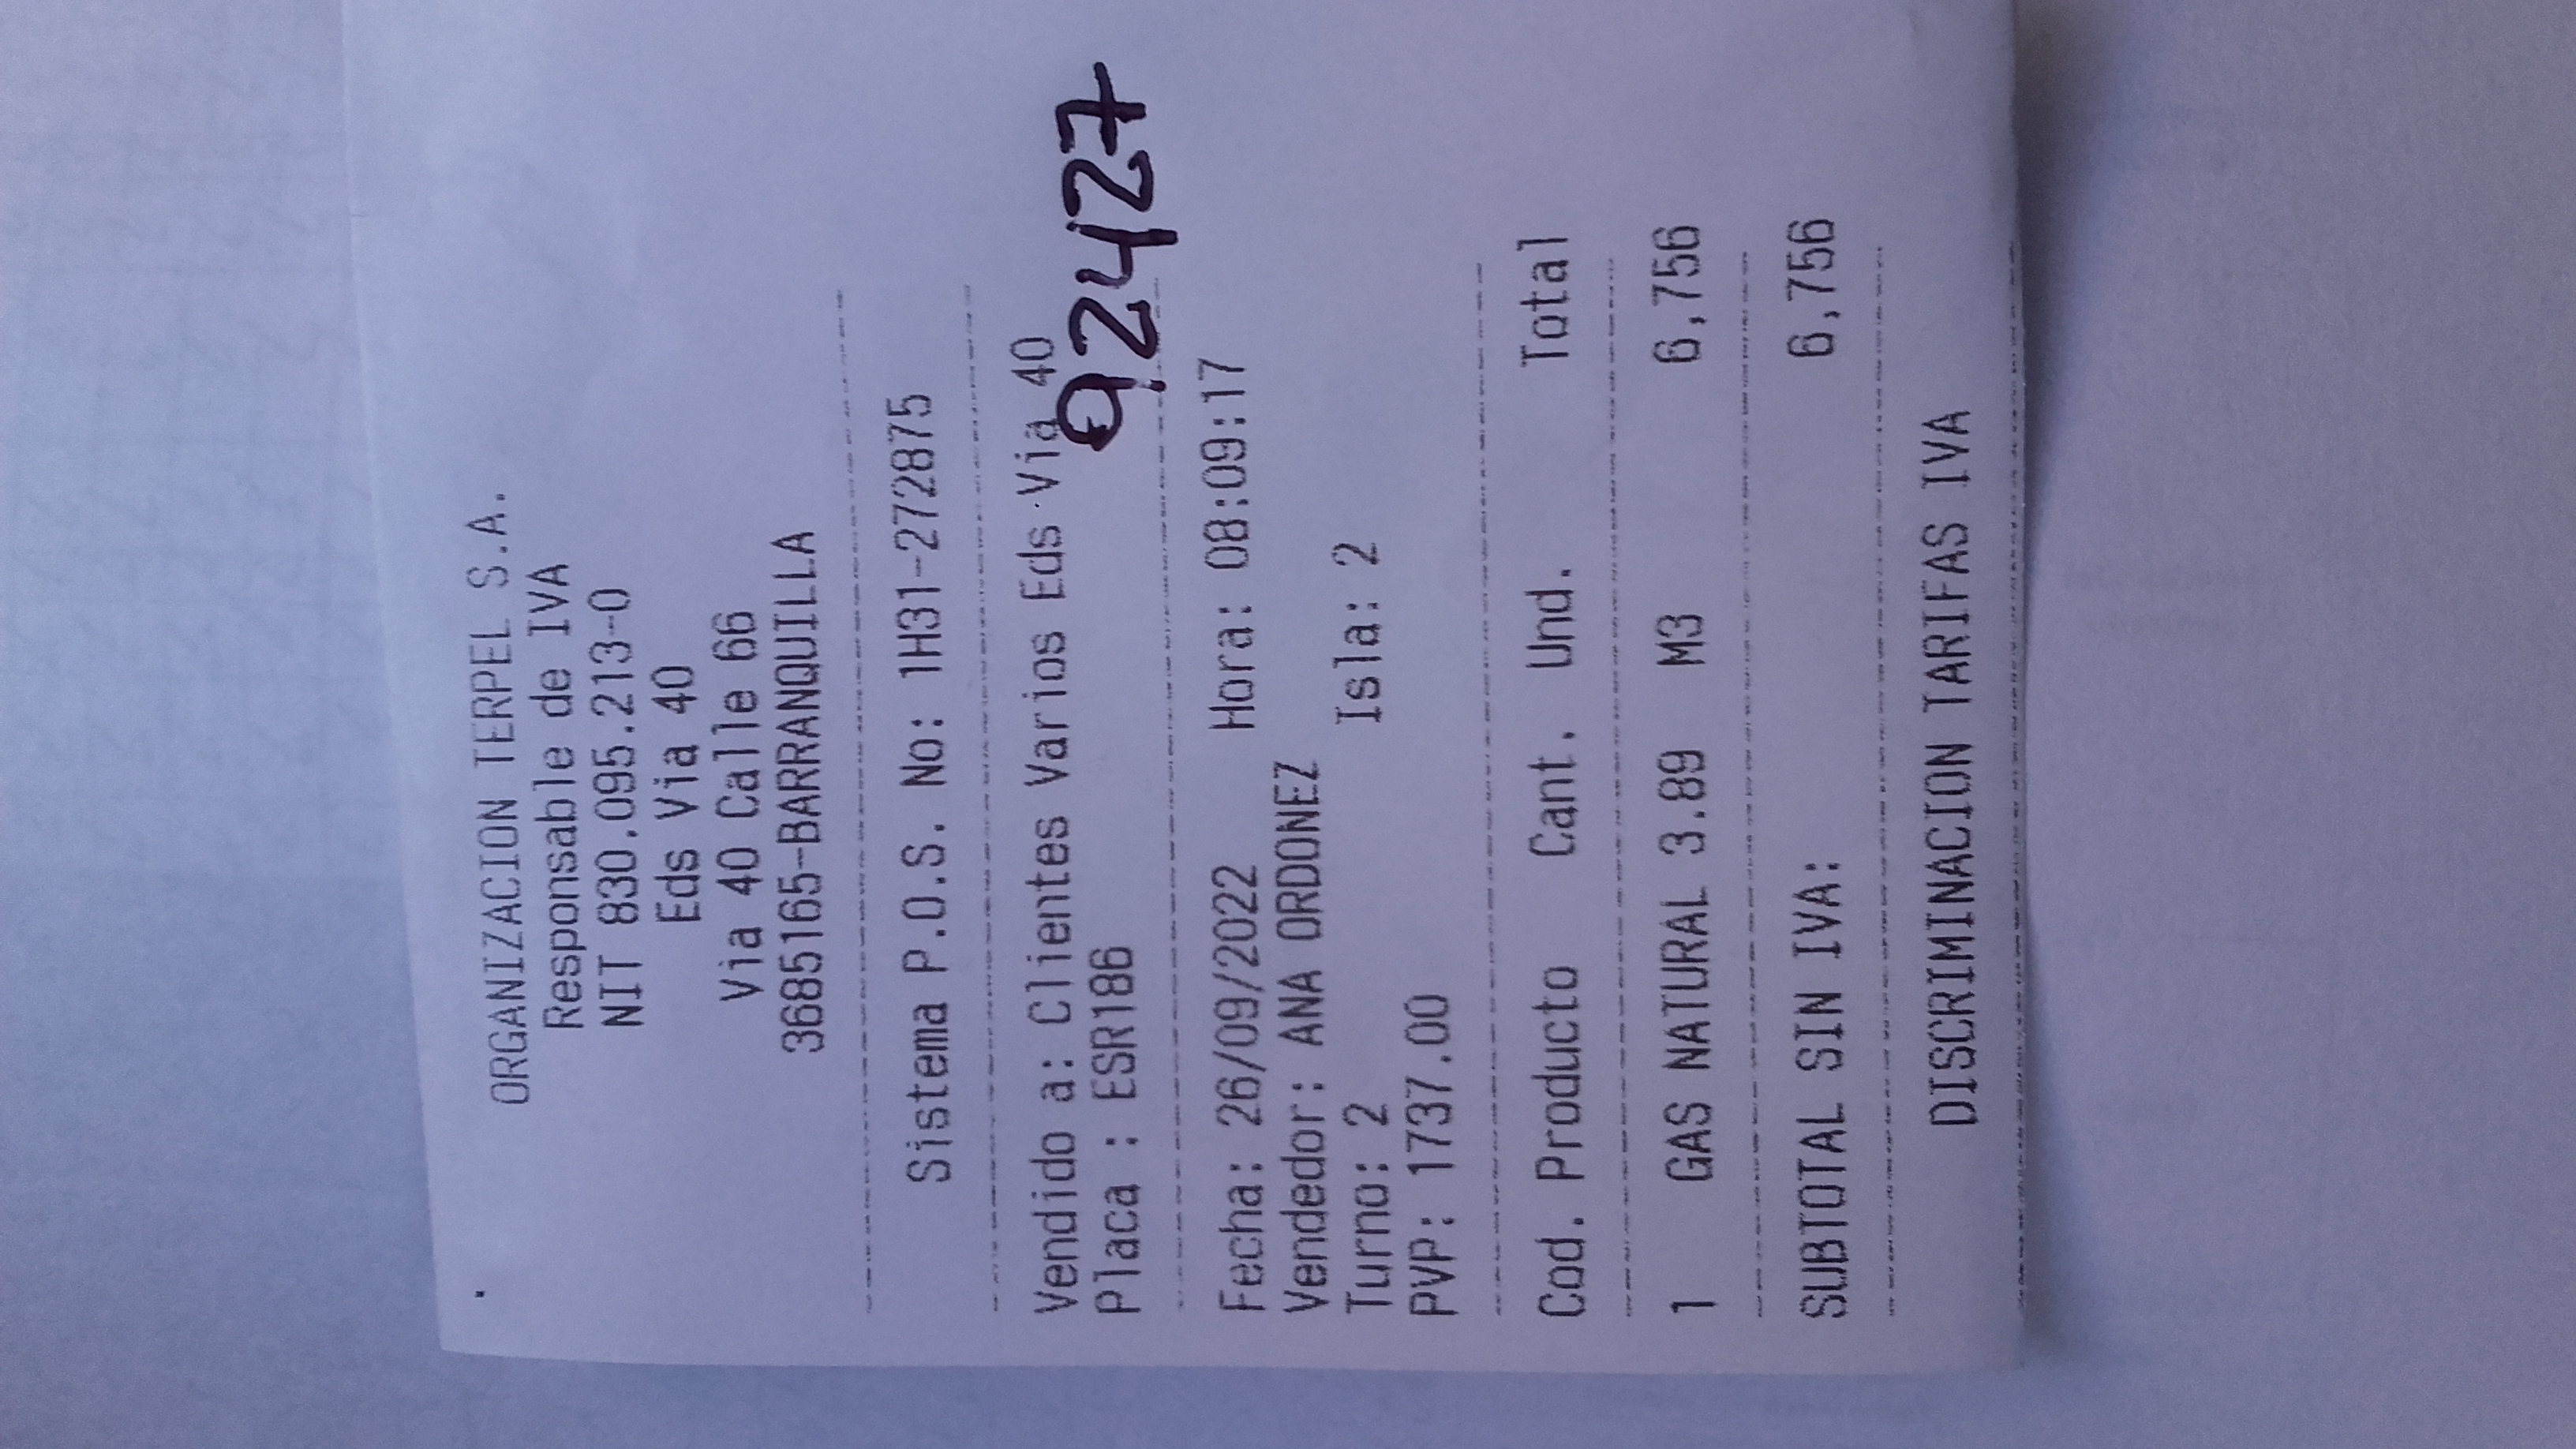 ORGANIZACION TERPEL S.A.
Responsable de IVA
NIT 830.095.213-0
Eds Via 40
Via 40 Calle 66
3685165-BARRANQUILLA
Sistema P.O.S. No: 1H31-272875
Vendido a: Clientes Varios Eds Via 40
Placa : ESR186
9,2427
Fecha: 26/09/2022 Hora: 08:09:17
Vendedor: ANA ORDONEZ
Turno: 2 Isla: 2
PVP: 1737.00
Cod. Producto Cant. Und. Total
1 GAS NATURAL 3.89 M3 6,756
SUBTOTAL SIN IVA: 6,756
DISCRIMINACION TARIFAS IVA